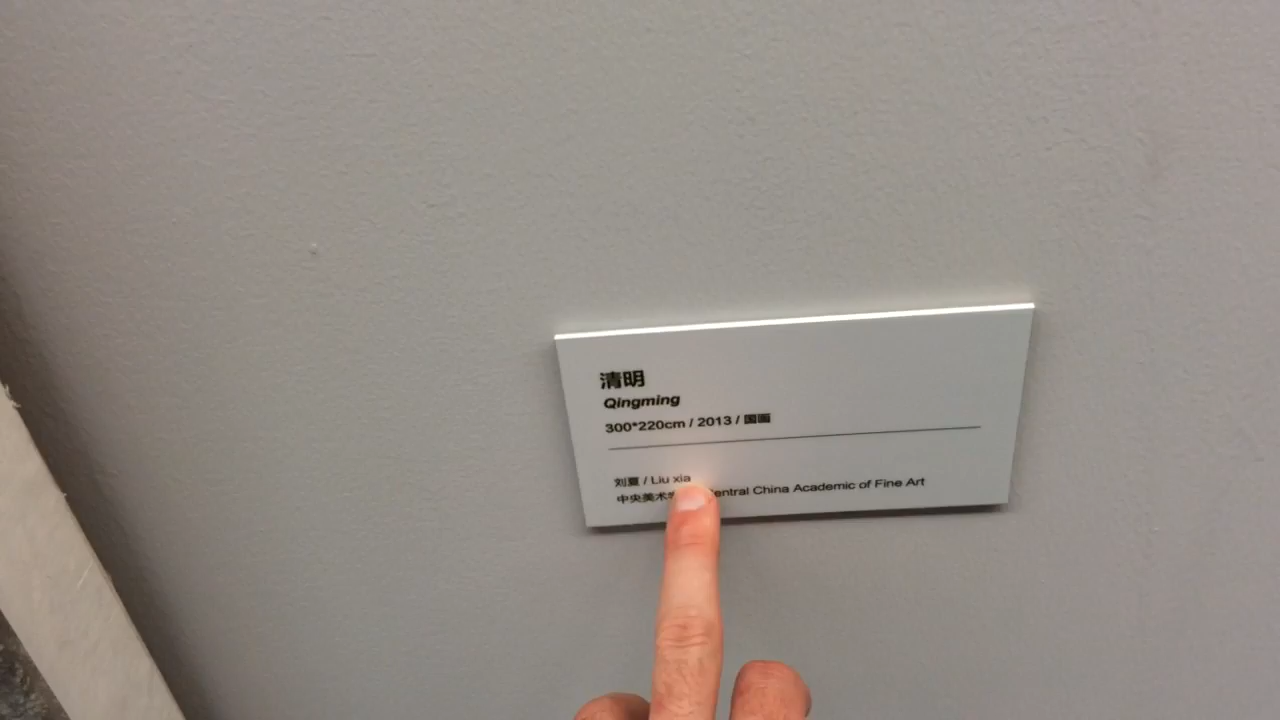 清明
Qingming
300*220cm / 2013 / 国画
刘夏 / Liu xia
中央美术 entral China Academic of Fine Art